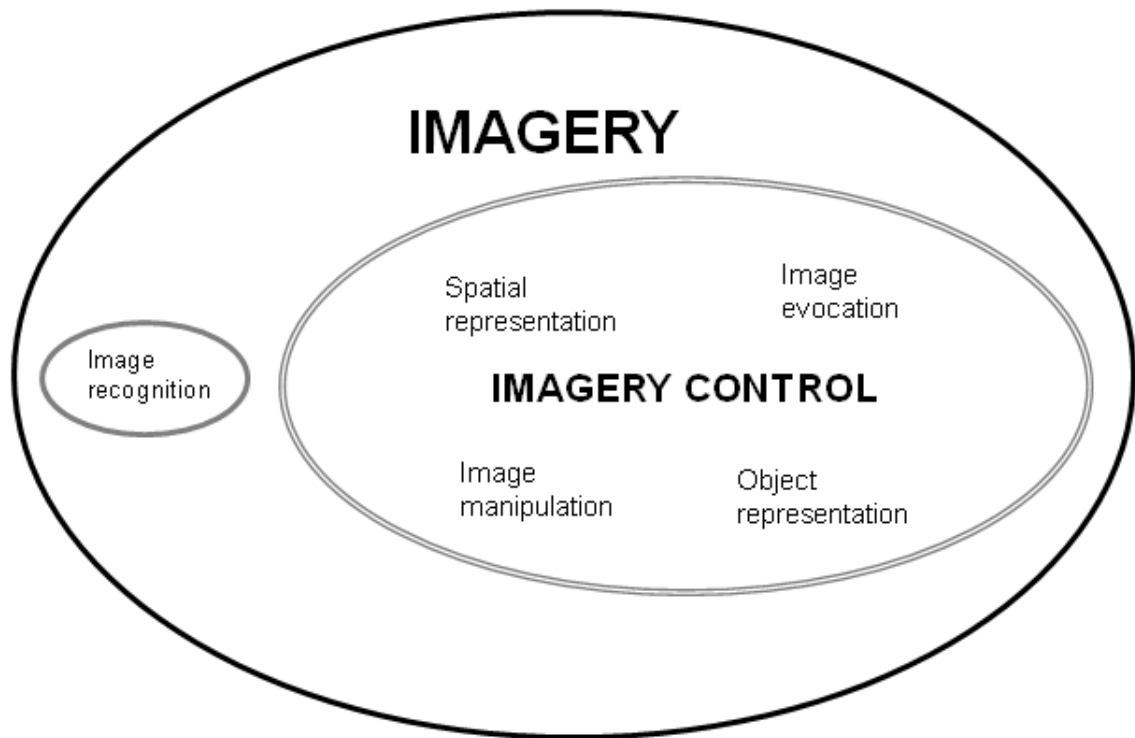 IMAGERY
Spatial
representation
Image
evocation
Image
recognition
IMAGERY CONTROL
Image
manipulation
Object
representation